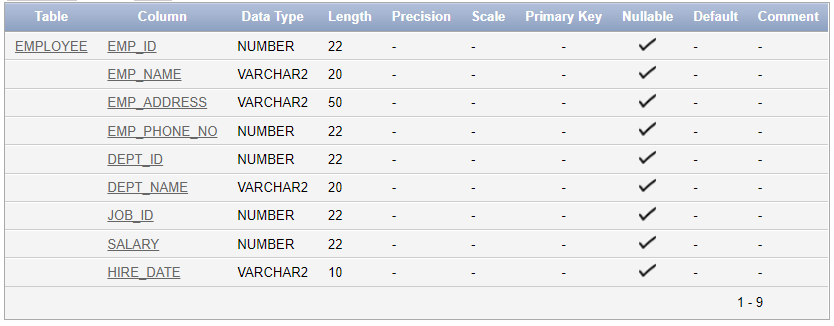 Table Column Data Type Length Precision Scale Primary Key Nullable Default Comment
EMPLOYEE EMP_ID NUMBER 22 - - - - -
EMP_NAME VARCHAR2 20 - - - - -
EMP_ADDRESS VARCHAR2 50 - - - - -
EMP_PHONE_NO NUMBER 22 - - - - -
DEPT_ID NUMBER 22 - - - - -
DEPT_NAME VARCHAR2 20 - - - - -
JOB_ID NUMBER 22 - - - - -
SALARY NUMBER 22 - - - - -
HIRE_DATE VARCHAR2 10 - - - - -
1 - 9